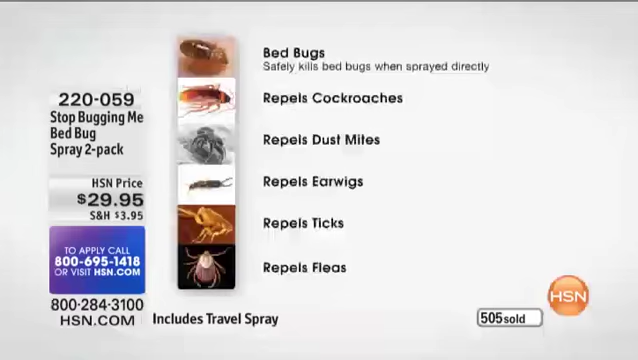 Bed Bugs
Safely kills bed bugs when sprayed directly
Repels Cockroaches
Repels Dust Mites
Repels Earwigs
Repels Ticks
Repels Fleas
220-059
Stop Bugging Me
Bed Bug
Spray 2-pack
HSN Price
$29.95
S&H $3.95
TO APPLY CALL
800-695-1418
OR VISIT HSN.COM
800-284-3100
HSN.COM
Includes Travel Spray
505 sold
HSN